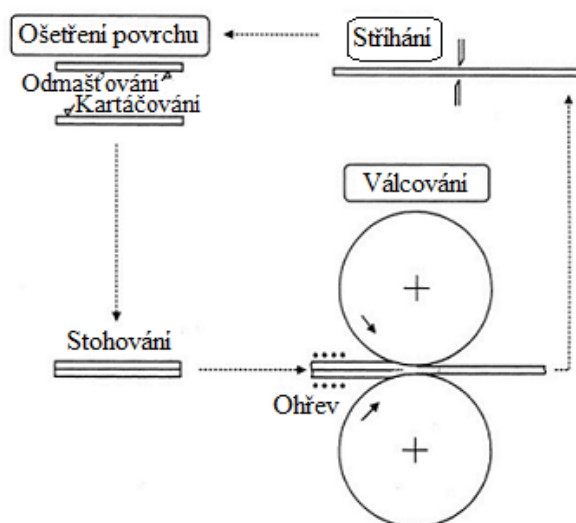 Ošetření povrchu
Stříhání
Odmašťování
Kartáčování
Válcování
Stohování
Ohřev